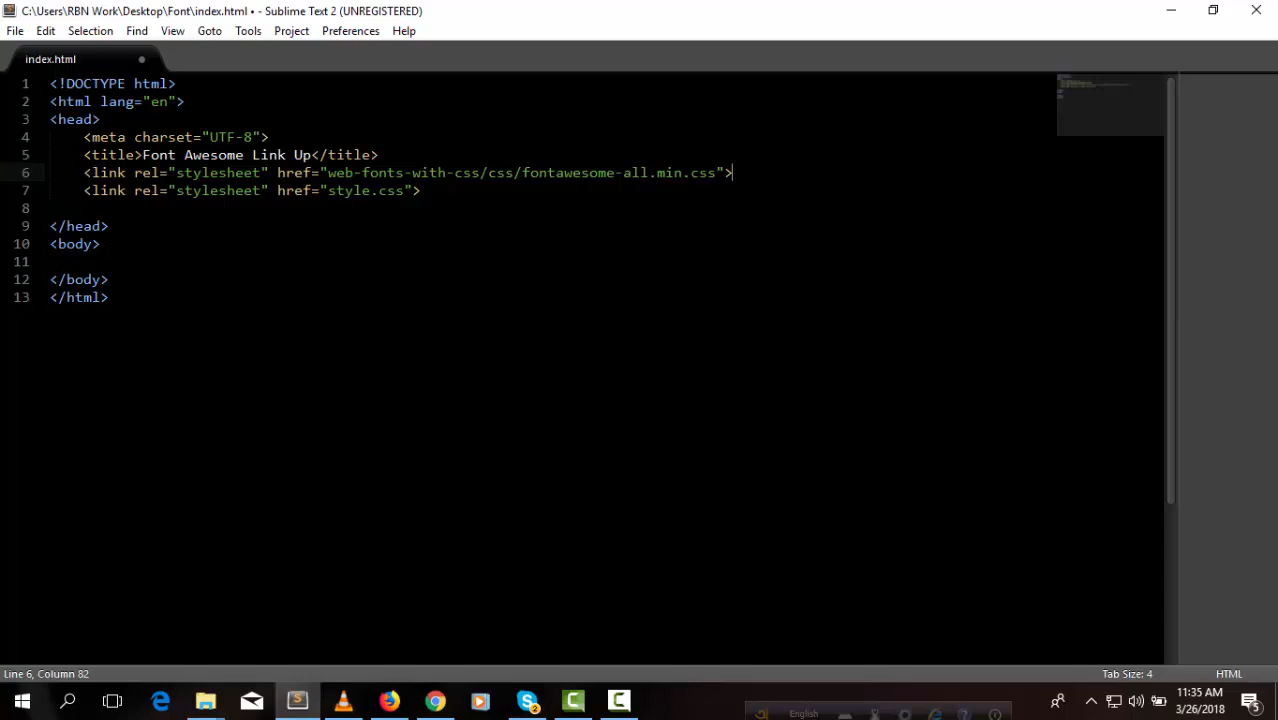 C:\Users\RBN Work\Desktop\Font\index.html • - Sublime Text 2 (UNREGISTERED)
File Edit Selection Find View Goto Tools Project Preferences Help
index.html
1 <!DOCTYPE html>
2 <html lang="en">
3 <head>
4 <meta charset="UTF-8">
5 <title>Font Awesome Link Up</title>
6 <link rel="stylesheet" href="web-fonts-with-css/css/fontawesome-all.min.css">
7 <link rel="stylesheet" href="style.css">
8
9 </head>
10 <body>
11
12 </body>
13 </html>
Line 6, Column 82 Tab Size: 4 HTML
11:35 AM
3/26/2018
English
2
5